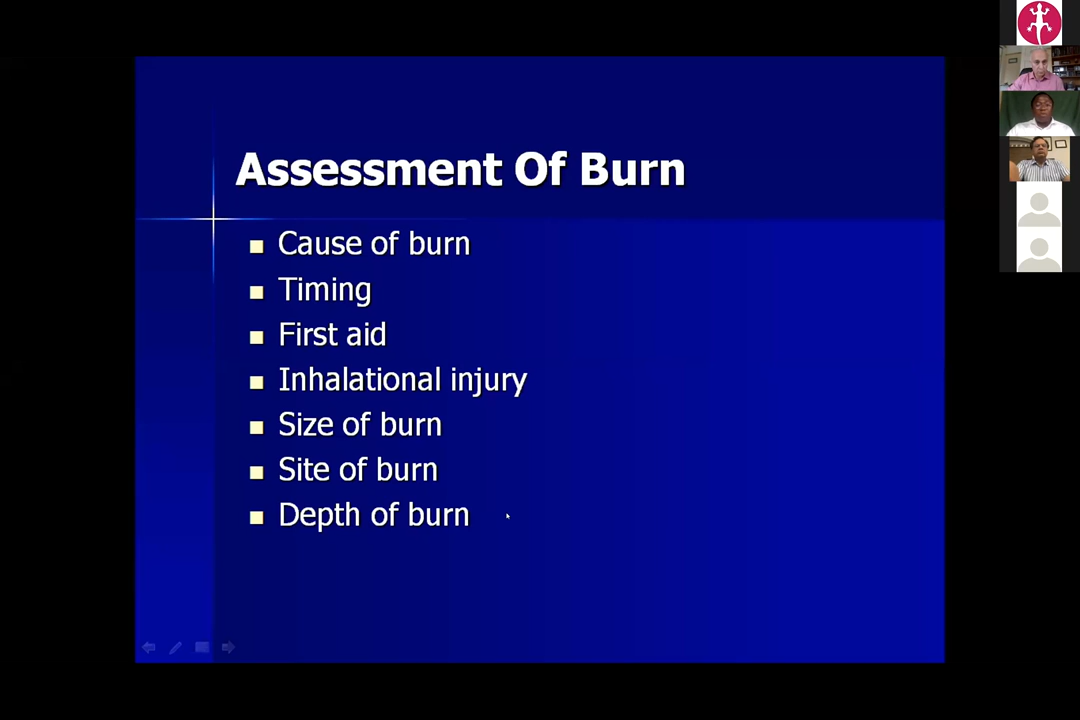 Assessment Of Burn
Cause of burn
Timing
First aid
Inhalational injury
Size of burn
Site of burn
Depth of burn